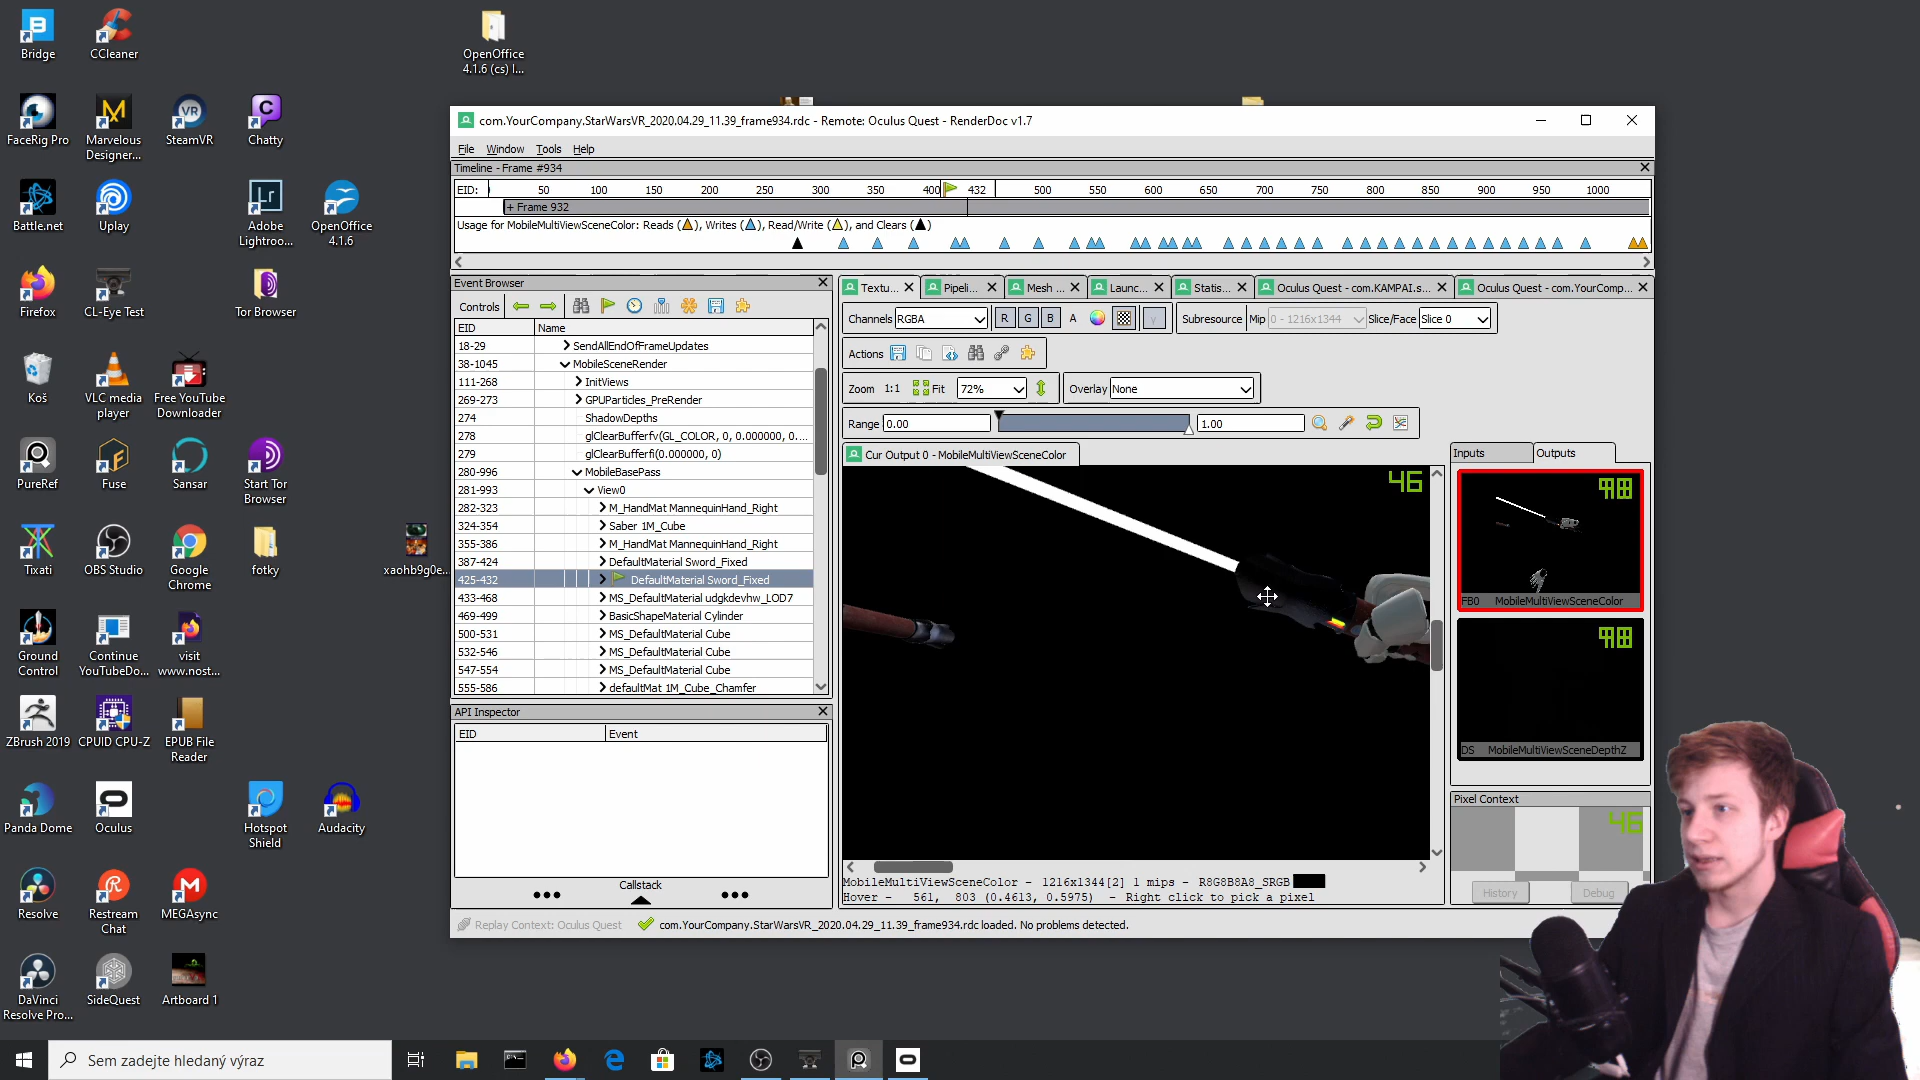 Bridge
CCleaner
OpenOffice
4.1.6 (cs) I...
FaceRig Pro
Marvelous
Designer...
SteamVR
Chatty
Battle.net
Uplay
Adobe
Lightroo...
OpenOffice
4.1.6
Firefox
CL-Eye Test
Tor Browser
Koš
VLC media
player
Free YouTube
Downloader
PureRef
Fuse
Sansar
Start Tor
Browser
Tixati
OBS Studio
Google
Chrome
fotky
xaohb9g0e...
Ground
Control
Continue
YouTubeDo...
visit
www.nost...
ZBrush 2019
CPUID CPU-Z
EPUB File
Reader
Panda Dome
Oculus
Hotspot
Shield
Audacity
Resolve
Restream
Chat
MEGAsync
DaVinci
Resolve Pro...
SideQuest
Artboard 1
com.YourCompany.StarWarsVR_2020.04.29_11.39_frame934.rdc - Remote: Oculus Quest - RenderDoc v1.7
File Window Tools Help
Timeline - Frame #934
EID: 50 100 150 200 250 300 350 400 432 500 550 600 650 700 750 800 850 900 950 1000
+ Frame 932
Usage for MobileMultiViewSceneColor: Reads ( ), Writes ( ), Read/Write ( ), and Clears ( )
Event Browser
Controls
EID Name
18-29 SendAllEndOfFrameUpdates
38-1045 MobileSceneRender
111-268 InitViews
269-273 GPUParticles_PreRender
274 ShadowDepths
278 glClearBufferfv(GL_COLOR, 0, 0.000000, 0....
279 glClearBufferfi(0.000000, 0)
280-996 MobileBasePass
281-993 View0
282-323 M_HandMat MannequinHand_Right
324-354 Saber 1M_Cube
355-386 M_HandMat MannequinHand_Right
387-424 DefaultMaterial Sword_Fixed
425-432 DefaultMaterial Sword_Fixed
433-468 MS_DefaultMaterial udgkdevhw_LOD7
469-499 BasicShapeMaterial Cylinder
500-531 MS_DefaultMaterial Cube
532-546 MS_DefaultMaterial Cube
547-554 MS_DefaultMaterial Cube
555-586 defaultMat 1M_Cube_Chamfer
API Inspector
EID Event
Callstack
Textu... Pipeli... Mesh ... Launc... Statis... Oculus Quest - com.KAMPAI.s... Oculus Quest - com.YourComp...
Channels RGBA R G B A γ Subresource Mip 0 - 1216x1344 Slice/Face Slice 0
Actions
Zoom 1:1 Fit 72% Overlay None
Range 0.00 1.00
Cur Output 0 - MobileMultiViewSceneColor
46
Inputs Outputs
98
FB0 MobileMultiViewSceneColor
98
DS MobileMultiViewSceneDepthZ
Pixel Context
46
History Debug
MobileMultiViewSceneColor - 1216x1344[2] 1 mips - R8G8B8A8_SRGB
Hover - 561, 803 (0.4613, 0.5975) - Right click to pick a pixel
Replay Context: Oculus Quest com.YourCompany.StarWarsVR_2020.04.29_11.39_frame934.rdc loaded. No problems detected.
Sem zadejte hledaný výraz